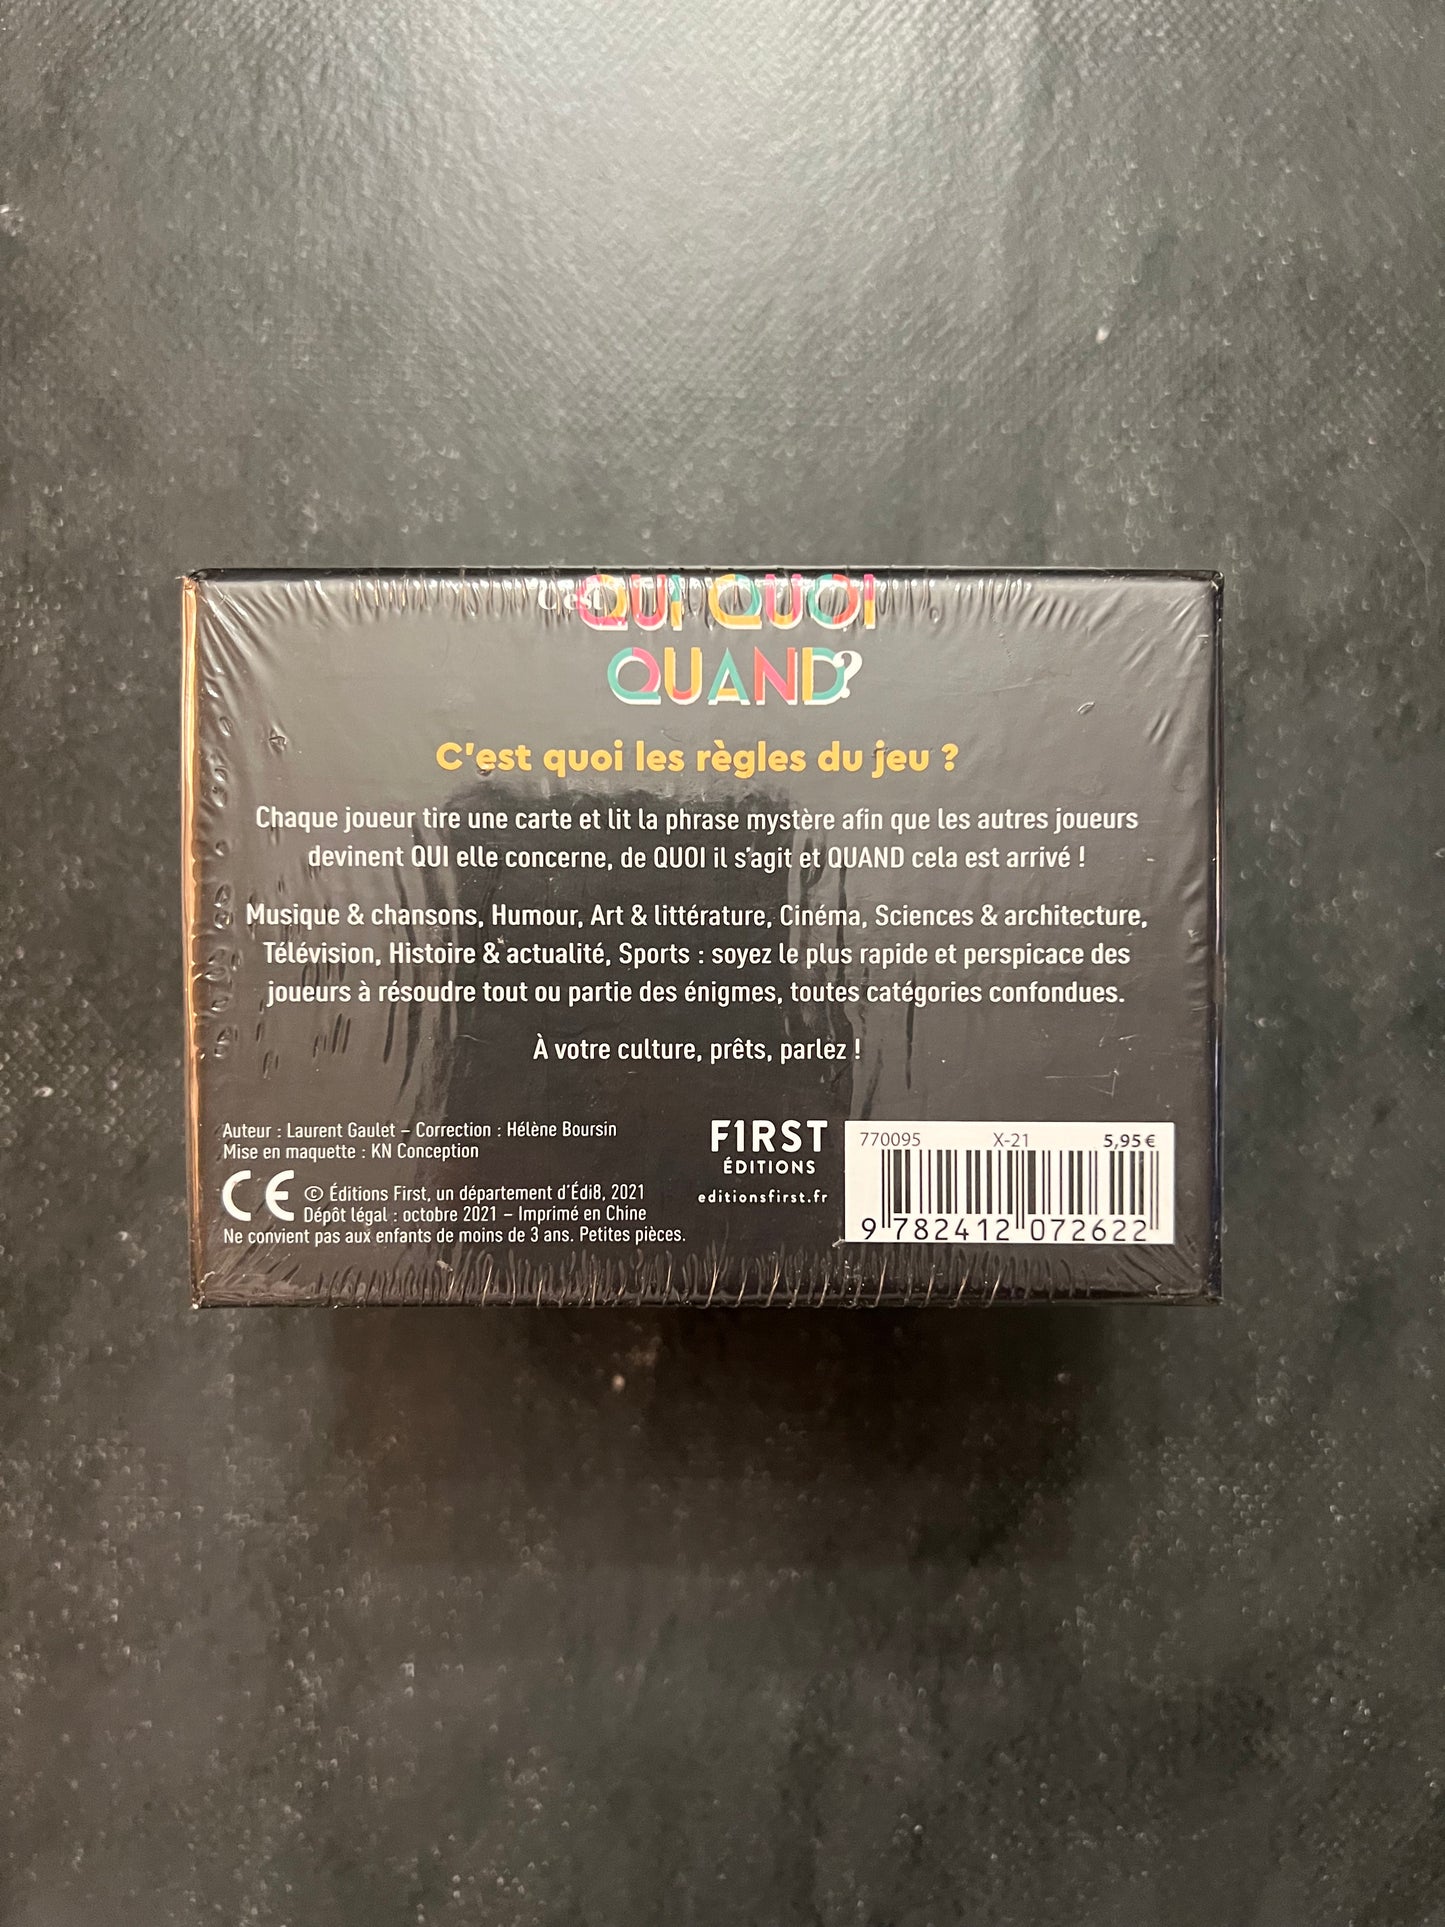 C'est QUI QUOI
QUAND?
C'est quoi les règles du jeu ?
Chaque joueur tire une carte et lit la phrase mystère afin que les autres joueurs
devinent QUI elle concerne, de QUOI il s'agit et QUAND cela est arrivé !
Musique & chansons, Humour, Art & littérature, Cinéma, Sciences & architecture,
Télévision, Histoire & actualité, Sports : soyez le plus rapide et perspicace des
joueurs à résoudre tout ou partie des énigmes, toutes catégories confondues.
À votre culture, prêts, parlez !
Auteur : Laurent Gaulet – Correction : Hélène Boursin
Mise en maquette : KN Conception
CE © Éditions First, un département d'Édi8, 2021
Dépôt légal : octobre 2021 – Imprimé en Chine
Ne convient pas aux enfants de moins de 3 ans. Petites pièces.
F1RST
ÉDITIONS
editionsfirst.fr
770095 X-21 5,95 €
9 782412 072622